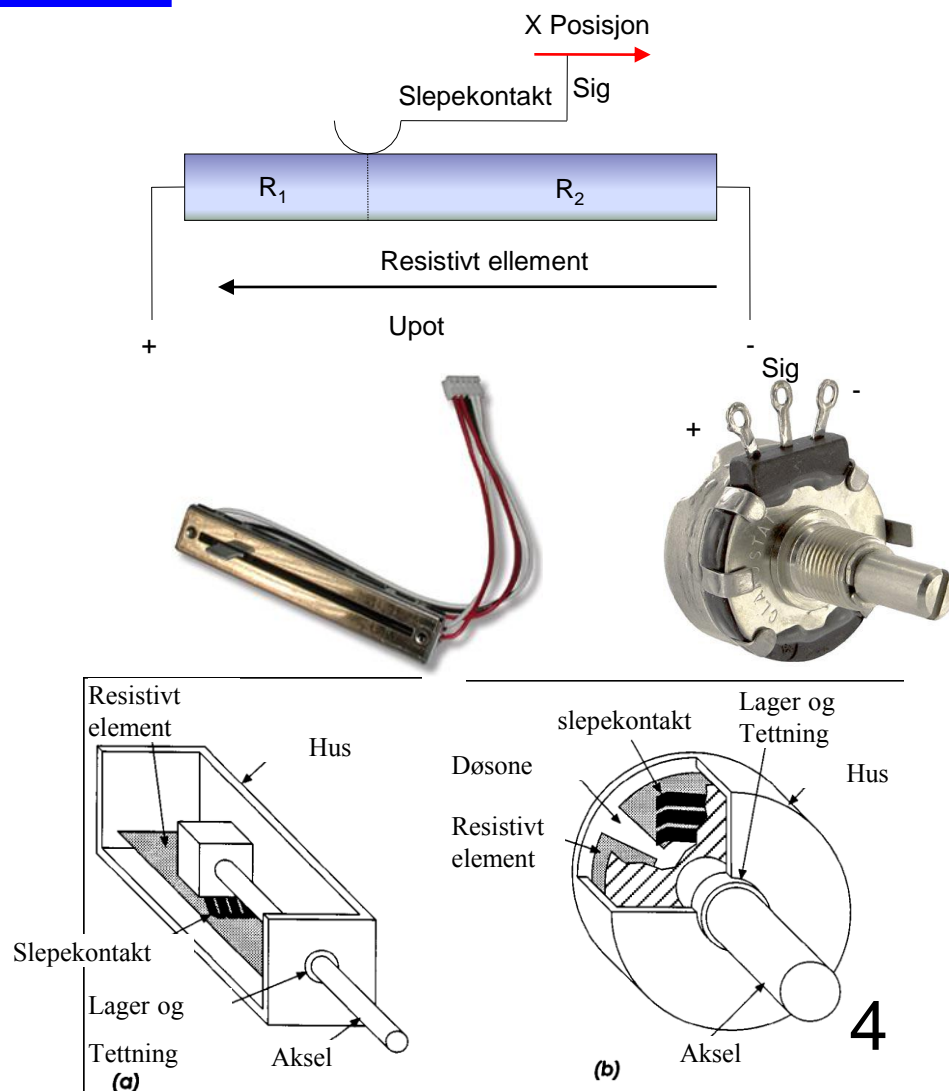 X Posisjon
Slepekontakt
Sig
R₁
R₂
Resistivt ellement
Upot
+
-
Sig
+
-
Resistivt
element
Hus
Slepekontakt
Lager og
Tettning
Aksel
(a)
slepekontakt
Lager og
Tettning
Døsone
Hus
Resistivt
element
Aksel
(b)
4